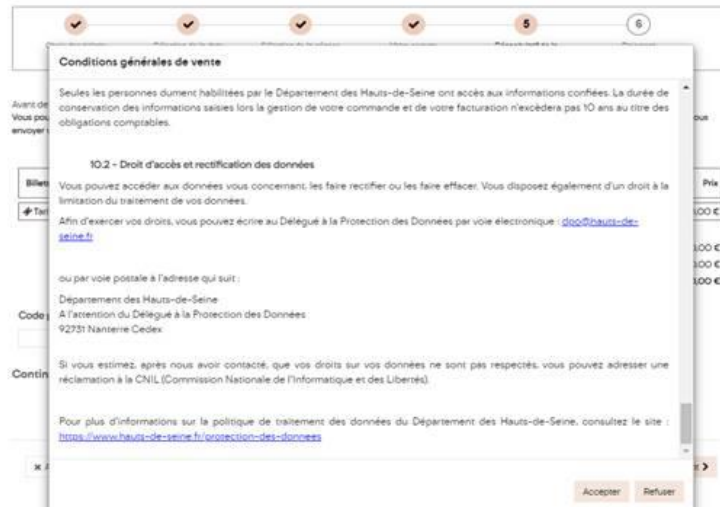 5
6
Conditions générales de vente
Avant de
Vous pou
envoyer
ous
Seules les personnes dument habilitées par le Département des Hauts-de-Seine ont accès aux informations confiées. La durée de
conservation des informations saisies lors la gestion de votre commande et de votre facturation n'excèdera pas 10 ans au titre des
obligations comptables.
10.2 - Droit d'accès et rectification des données
Billets
Prix
Vous pouvez accéder aux données vous concernant, les faire rectifier ou les faire effacer. Vous disposez également d'un droit à la
limitation du traitement de vos données.
Tari
,00 €
Afin d'exercer vos droits, vous pouvez écrire au Délégué à la Protection des Données par voie électronique : dpo@hauts-de-
seine.fr
,00 €
,00 €
,00 €
ou par voie postale à l'adresse qui suit :
Département des Hauts-de-Seine
A l'attention du Délégué à la Protection des Données
92731 Nanterre Cedex
Code
Si vous estimez, après nous avoir contacté, que vos droits sur vos données ne sont pas respectés, vous pouvez adresser une
réclamation à la CNIL (Commission Nationale de l'Informatique et des Libertés).
Contin
Pour plus d'informations sur la politique de traitement des données du Département des Hauts-de-Seine, consultez le site :
https://www.hauts-de-seine.fr/protection-des-donnees
Accepter
Refuser